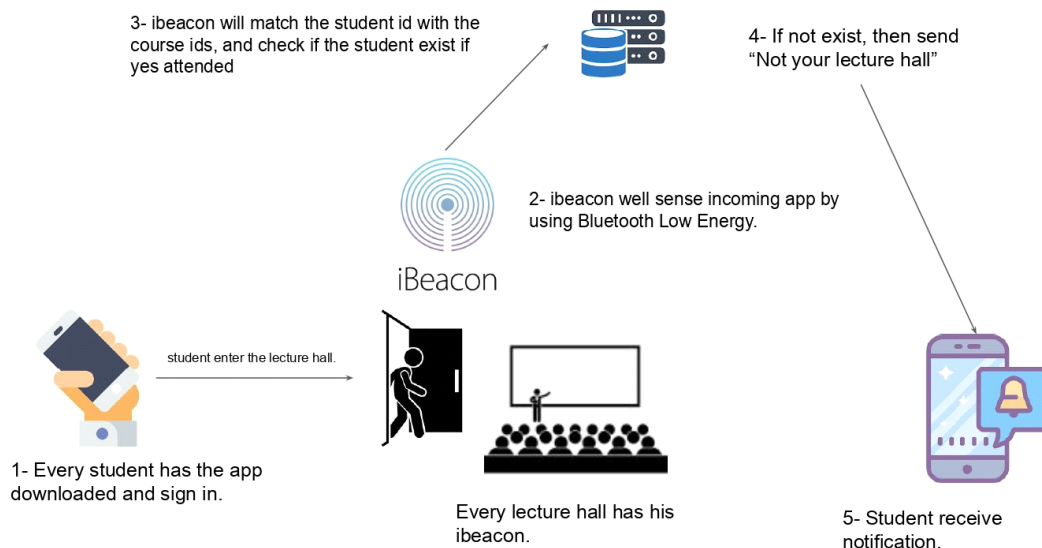 3- ibeacon will match the student id with the
course ids, and check if the student exist if
yes attended
4- If not exist, then send
“Not your lecture hall”
2- ibeacon well sense incoming app by
using Bluetooth Low Energy.
iBeacon
student enter the lecture hall.
1- Every student has the app
downloaded and sign in.
Every lecture hall has his
ibeacon.
5- Student receive
notification.